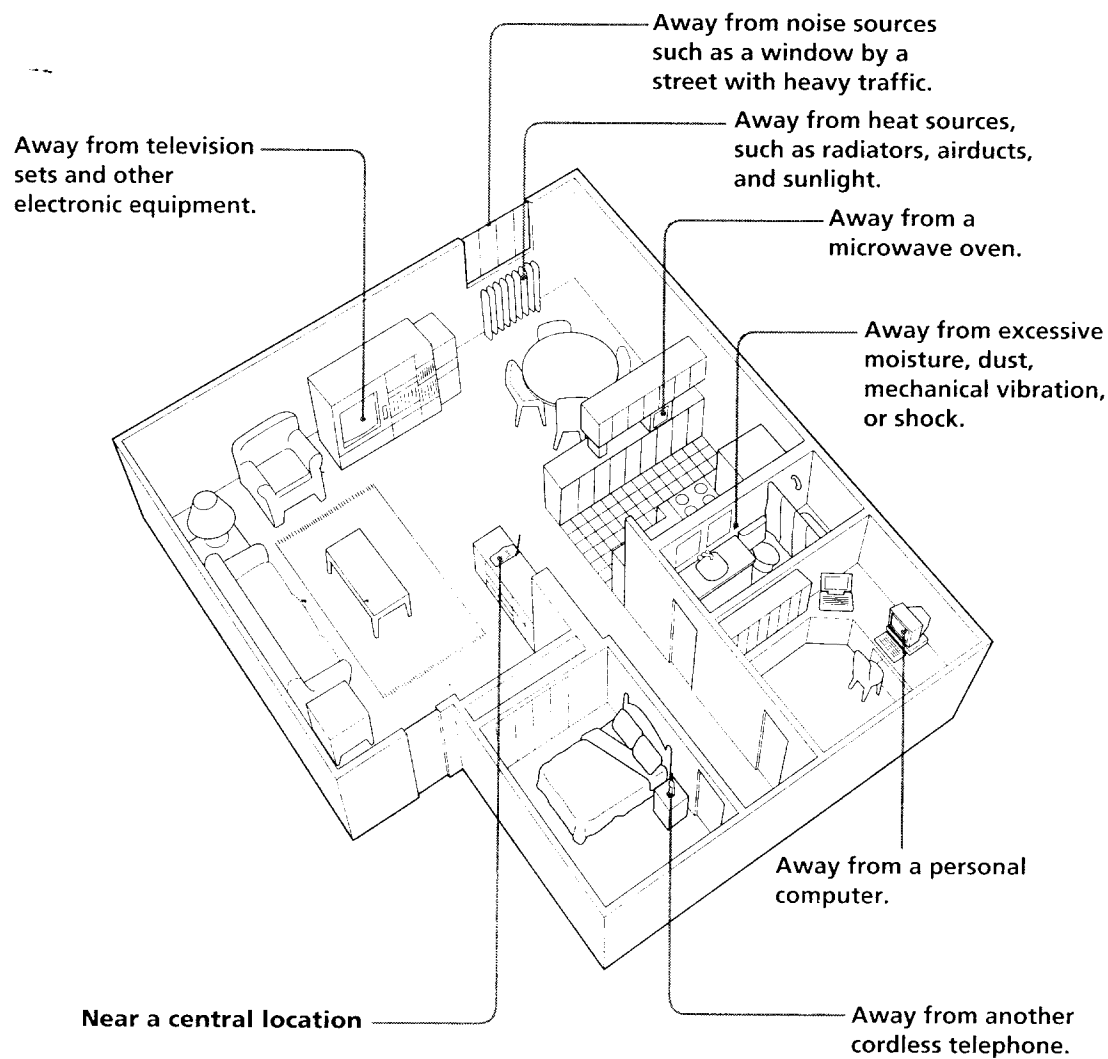 Away from noise sources
such as a window by a
street with heavy traffic.
Away from heat sources,
such as radiators, airducts,
and sunlight.
Away from television
sets and other
electronic equipment.
Away from a
microwave oven.
Away from excessive
moisture, dust,
mechanical vibration,
or shock.
Away from a personal
computer.
Near a central location
Away from another
cordless telephone.